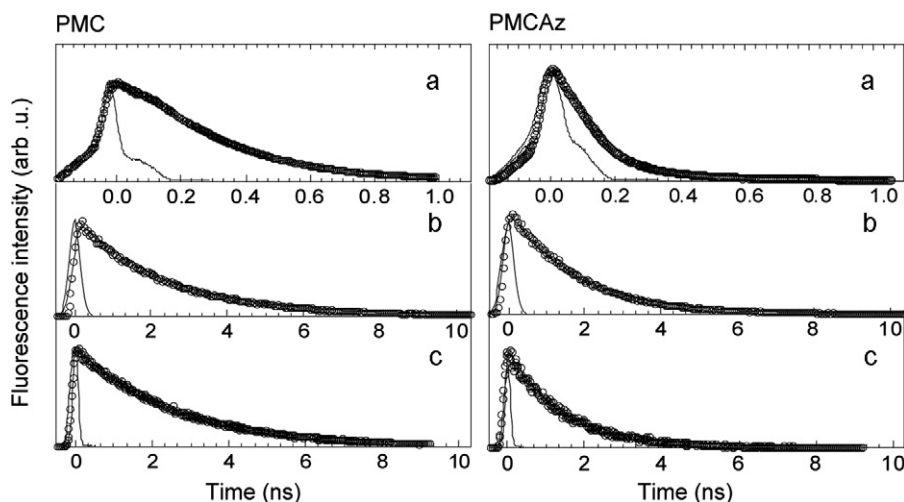 PMC PMCAz
Fluorescence intensity (arb .u.)
a a
0.0 0.2 0.4 0.6 0.8 1.0 0.0 0.2 0.4 0.6 0.8 1.0
b b
0 2 4 6 8 10 0 2 4 6 8 10
c c
0 2 4 6 8 10 0 2 4 6 8 10
Time (ns) Time (ns)